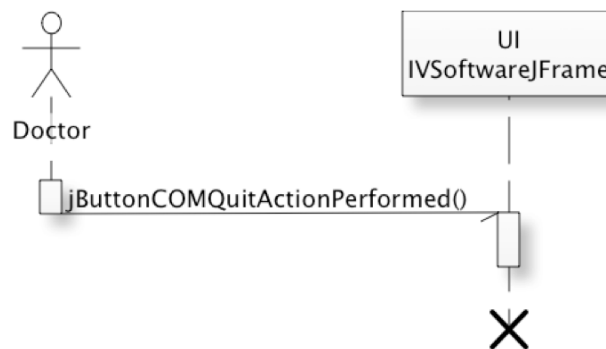 UI
IVSoftwareJFrame
Doctor
jButtonCOMQuitActionPerformed()